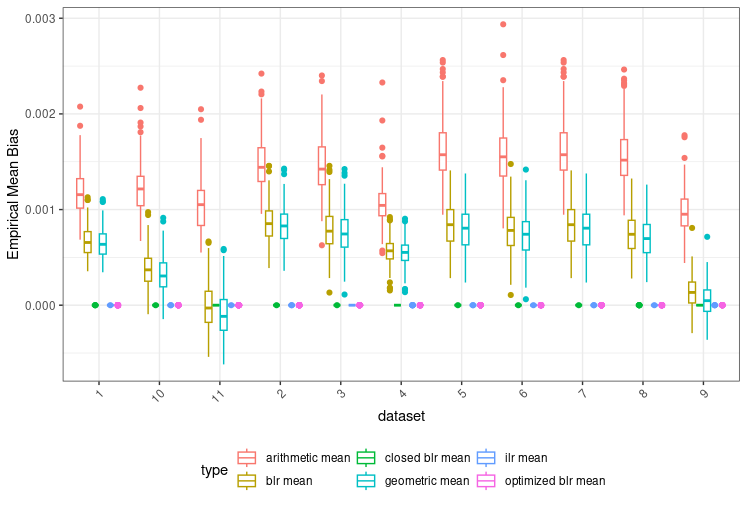 0.003
0.002
0.001
0.000
Empirical Mean Bias
1 10 11 2 3 4 5 6 7 8 9
dataset
type
arithmetic mean closed blr mean ilr mean
blr mean geometric mean optimized blr mean